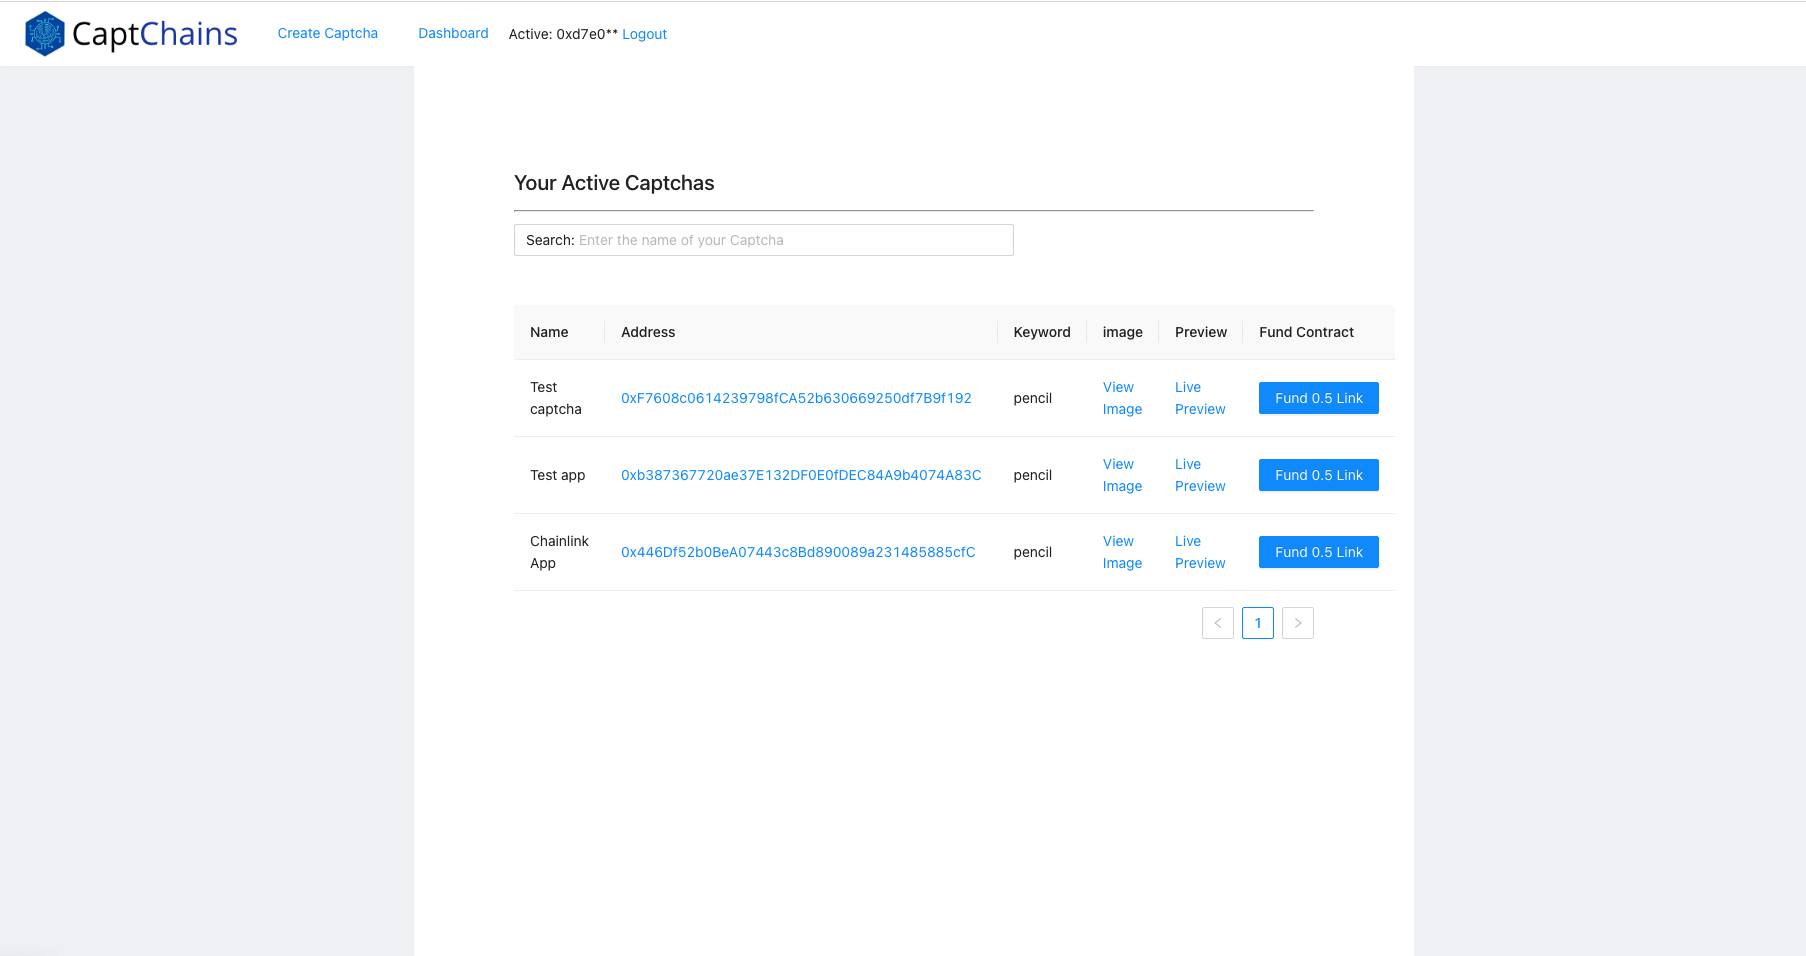 CaptChains Create Captcha Dashboard Active: 0xd7e0** Logout
Your Active Captchas
Search: Enter the name of your Captcha
Name Address Keyword image Preview Fund Contract
Test captcha 0xF7608c0614239798fCA52b630669250df7B9f192 pencil View Image Live Preview Fund 0.5 Link
Test app 0xb387367720ae37E132DF0E0fDEC84A9b4074A83C pencil View Image Live Preview Fund 0.5 Link
Chainlink App 0x446Df52b0BeA07443c8Bd890089a231485885cfC pencil View Image Live Preview Fund 0.5 Link
< 1 >